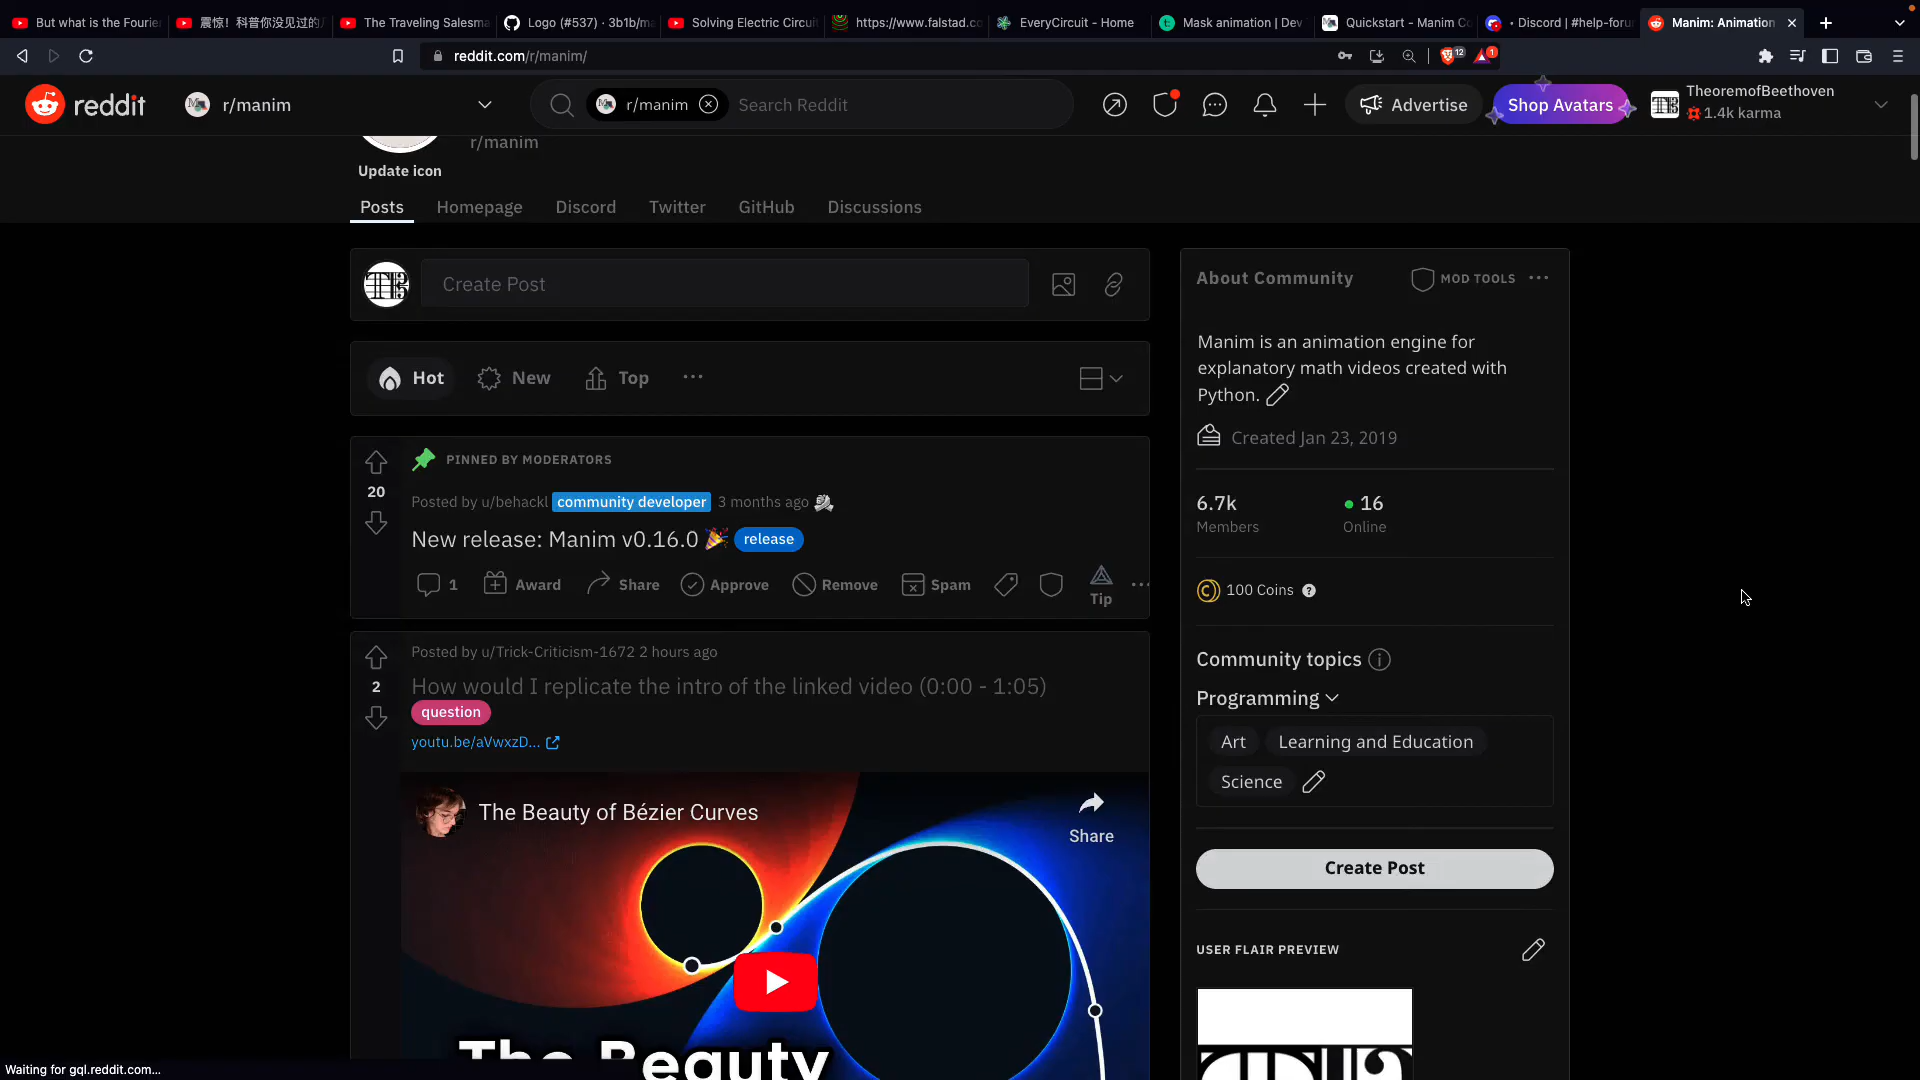 But what is the Fourie
震惊！科普你没见过的
The Traveling Salesma
Logo (#537) · 3b1b/ma
Solving Electric Circuit
https://www.falstad.co
EveryCircuit - Home
Mask animation | Dev
Quickstart - Manim Co
• Discord | #help-foru
Manim: Animation
reddit.com/r/manim/
12
1
reddit
r/manim
r/manim
Search Reddit
Advertise
Shop Avatars
TheoremofBeethoven
1.4k karma
r/manim
Update icon
Posts
Homepage
Discord
Twitter
GitHub
Discussions
Create Post
Hot
New
Top
PINNED BY MODERATORS
20
Posted by u/behackl community developer 3 months ago
New release: Manim v0.16.0 🎉 release
1
Award
Share
Approve
Remove
Spam
Tip
Posted by u/Trick-Criticism-1672 2 hours ago
2
How would I replicate the intro of the linked video (0:00 - 1:05)
question
youtu.be/aVwxzD...
The Beauty of Bézier Curves
Share
The Beauty
About Community
MOD TOOLS
Manim is an animation engine for
explanatory math videos created with
Python.
Created Jan 23, 2019
6.7k
16
Members
Online
100 Coins
Community topics
Programming
Art
Learning and Education
Science
Create Post
USER FLAIR PREVIEW
Waiting for gql.reddit.com...